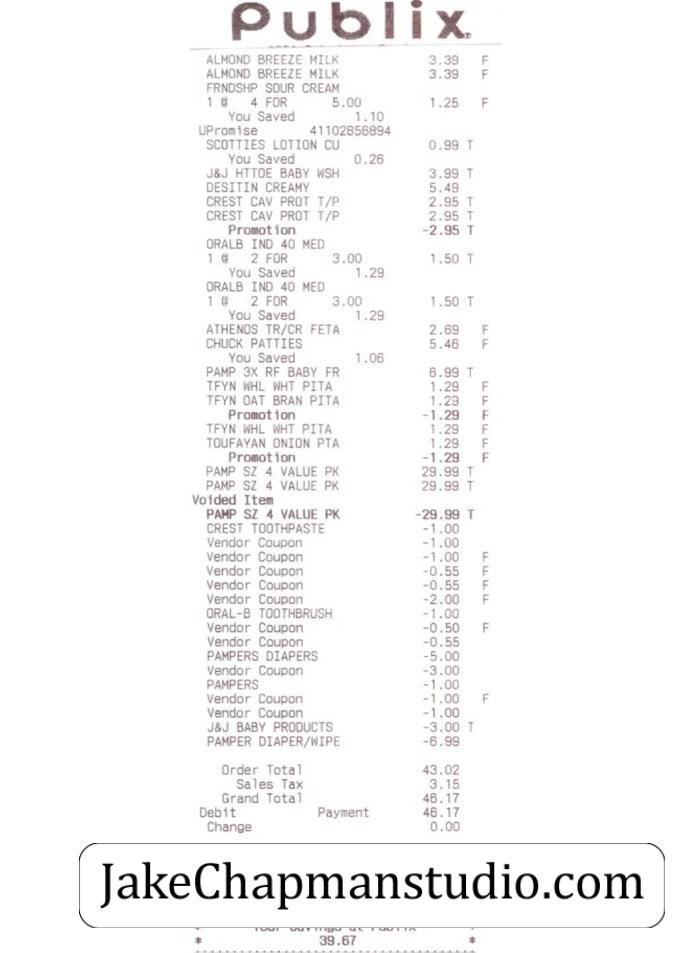 Publix
ALMOND BREEZE MILK 3.39 F
ALMOND BREEZE MILK 3.39 F
FRNDSHP SOUR CREAM
1 @ 4 FOR 5.00 1.25 F
You Saved 1.10
UPromise 41102856894
SCOTTIES LOTION CU 0.99 T
You Saved 0.26
J&J HTTOE BABY WSH 3.99 T
DESITIN CREAMY 5.49
CREST CAV PROT T/P 2.95 T
CREST CAV PROT T/P 2.95 T
Promotion -2.95 T
ORALB IND 40 MED
1 @ 2 FOR 3.00 1.50 T
You Saved 1.29
ORALB IND 40 MED
1 @ 2 FOR 3.00 1.50 T
You Saved 1.29
ATHENOS TR/CR FETA 2.69 F
CHUCK PATTIES 5.46 F
You Saved 1.06
PAMP 3X RF BABY FR 6.99 T
TFYN WHL WHT PITA 1.29 F
TFYN OAT BRAN PITA 1.29 F
Promotion -1.29 F
TFYN WHL WHT PITA 1.29 F
TOUFAYAN ONION PTA 1.29 F
Promotion -1.29 F
PAMP SZ 4 VALUE PK 29.99 T
PAMP SZ 4 VALUE PK 29.99 T
Voided Item
PAMP SZ 4 VALUE PK -29.99 T
CREST TOOTHPASTE -1.00
Vendor Coupon -1.00
Vendor Coupon -1.00 F
Vendor Coupon -0.55 F
Vendor Coupon -0.55 F
Vendor Coupon -2.00 F
ORAL-B TOOTHBRUSH -1.00
Vendor Coupon -0.50 F
Vendor Coupon -0.55
PAMPERS DIAPERS -5.00
Vendor Coupon -3.00
PAMPERS -1.00
Vendor Coupon -1.00 F
Vendor Coupon -1.00
J&J BABY PRODUCTS -3.00 T
PAMPER DIAPER/WIPE -6.99
Order Total 43.02
Sales Tax 3.15
Grand Total 46.17
Debit Payment 46.17
Change 0.00
JakeChapmanstudio.com
Your Savings at Publix
* 39.67 *